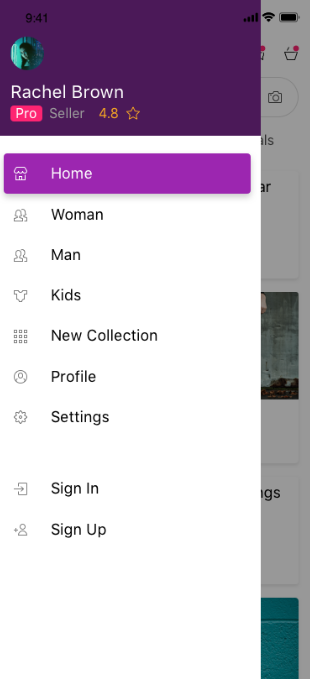 9:41
Rachel Brown
Pro Seller 4.8
als
Home
ar
Woman
Man
Kids
New Collection
Profile
Settings
Sign In
ngs
Sign Up